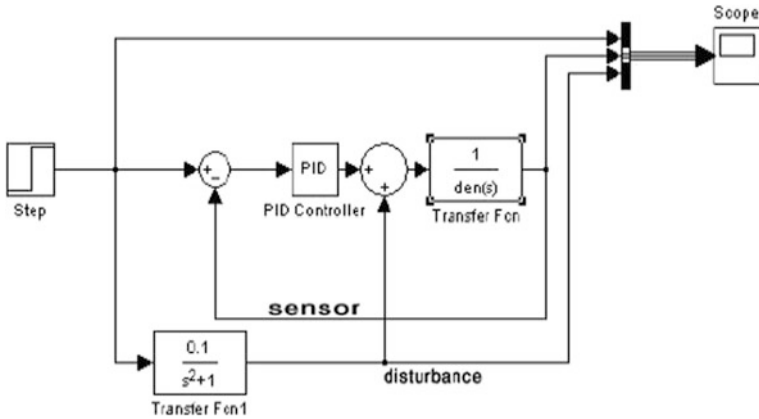 Scope
Step
+
-
PID
PID Controller
+
+
1
den(s)
Transfer Fcn
sensor
0.1
s²+1
Transfer Fcn1
disturbance